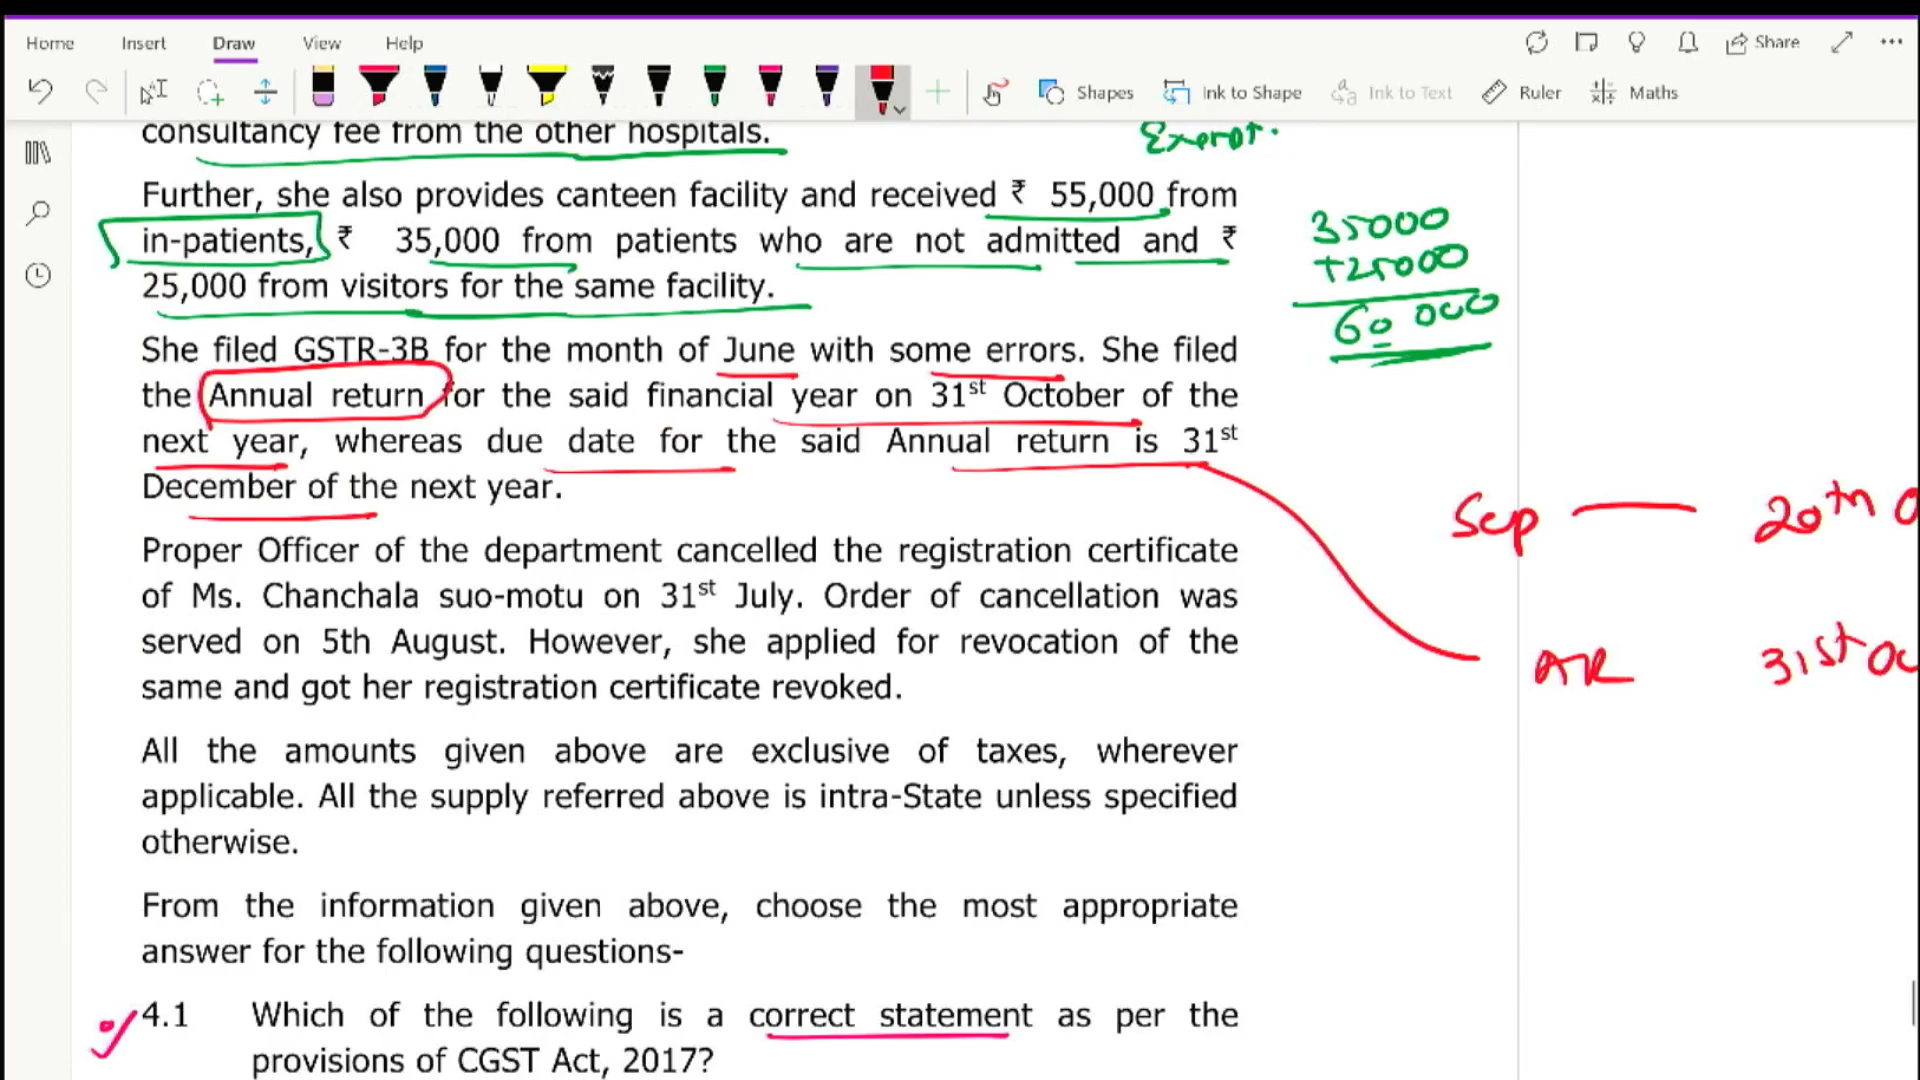 Home Insert Draw View Help
Share
Shapes Ink to Shape Ink to Text Ruler Maths
consultancy fee from the other hospitals.
Exempt.
Further, she also provides canteen facility and received ₹ 55,000 from
in-patients, ₹ 35,000 from patients who are not admitted and ₹
25,000 from visitors for the same facility.
35000
+25000
60 000
She filed GSTR-3B for the month of June with some errors. She filed
the Annual return for the said financial year on 31st October of the
next year, whereas due date for the said Annual return is 31st
December of the next year.
Sep — 20th O
Proper Officer of the department cancelled the registration certificate
of Ms. Chanchala suo-motu on 31st July. Order of cancellation was
served on 5th August. However, she applied for revocation of the
same and got her registration certificate revoked.
AR 31st Oc
All the amounts given above are exclusive of taxes, wherever
applicable. All the supply referred above is intra-State unless specified
otherwise.
From the information given above, choose the most appropriate
answer for the following questions-
4.1 Which of the following is a correct statement as per the
provisions of CGST Act, 2017?